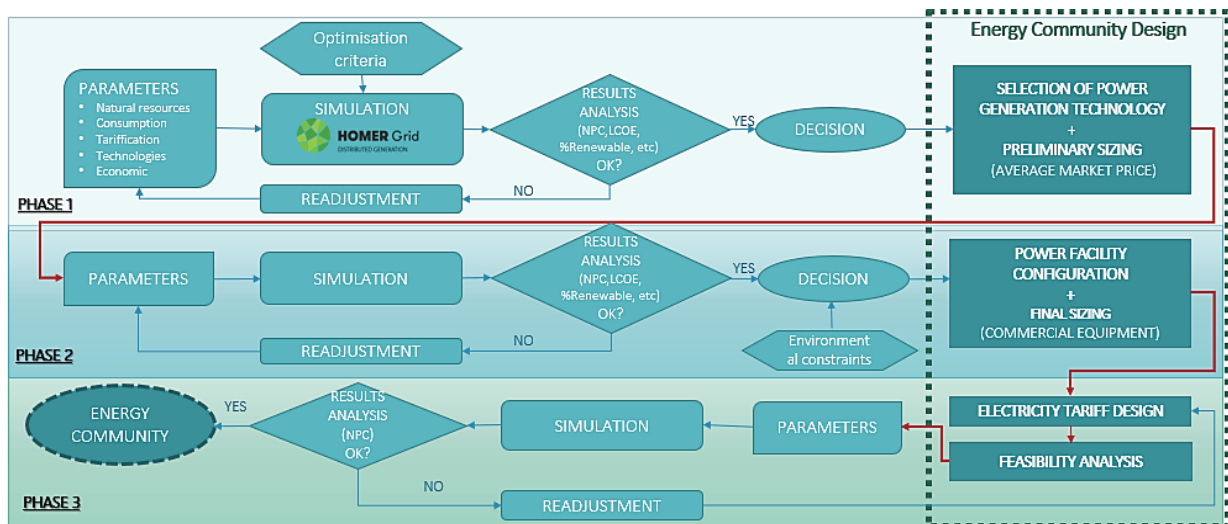 Energy Community Design
Optimisation
criteria
PARAMETERS
• Natural resources
• Consumption
• Tariffication
• Technologies
• Economic
SIMULATION
HOMER Grid
DISTRIBUTED GENERATION
RESULTS
ANALYSIS
(NPC,LCOE,
%Renewable, etc)
OK?
YES
DECISION
SELECTION OF POWER
GENERATION TECHNOLOGY
+
PRELIMINARY SIZING
(AVERAGE MARKET PRICE)
NO
READJUSTMENT
PHASE 1
PARAMETERS
SIMULATION
RESULTS
ANALYSIS
(NPC,LCOE,
%Renewable, etc)
OK?
YES
DECISION
POWER FACILITY
CONFIGURATION
+
FINAL SIZING
(COMMERCIAL EQUIPMENT)
NO
READJUSTMENT
Environment
al constraints
PHASE 2
ENERGY
COMMUNITY
YES
RESULTS
ANALYSIS
(NPC)
OK?
SIMULATION
PARAMETERS
ELECTRICITY TARIFF DESIGN
FEASIBILITY ANALYSIS
NO
READJUSTMENT
PHASE 3